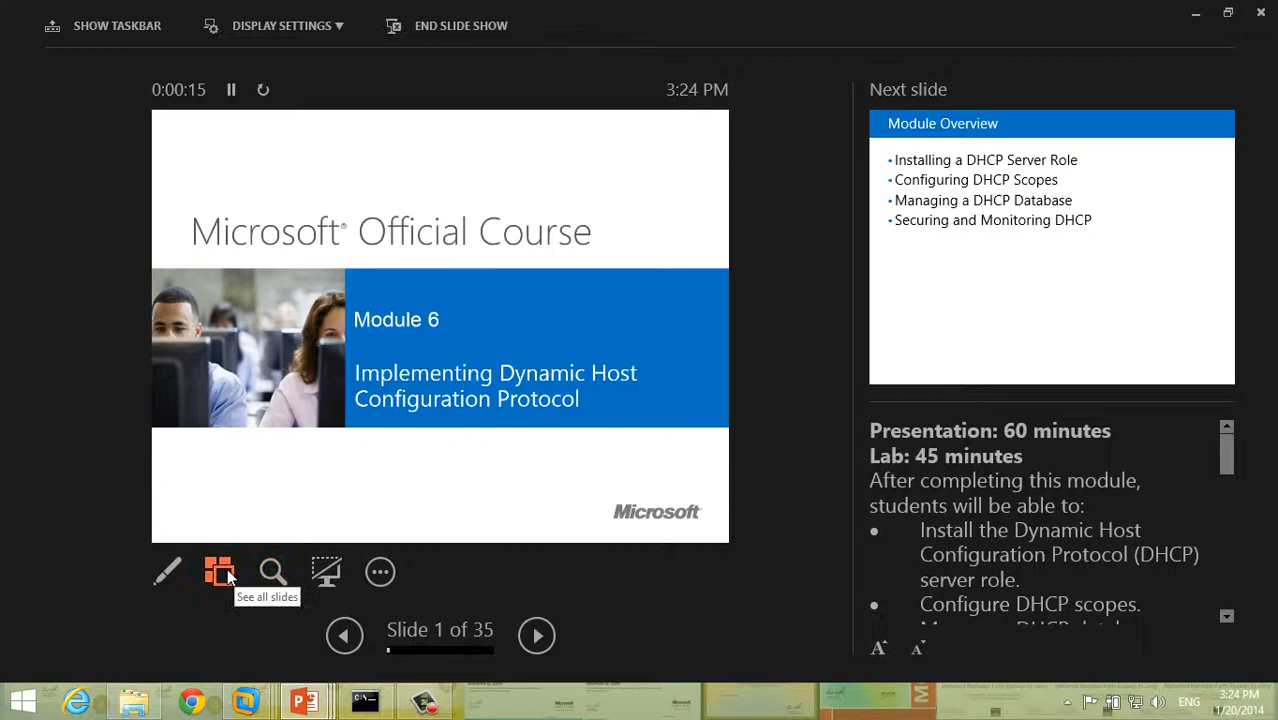 SHOW TASKBAR
DISPLAY SETTINGS ▼
END SLIDE SHOW
0:00:15
3:24 PM
Next slide
Microsoft® Official Course
Module 6
Implementing Dynamic Host
Configuration Protocol
Microsoft
Module Overview
•Installing a DHCP Server Role
•Configuring DHCP Scopes
•Managing a DHCP Database
•Securing and Monitoring DHCP
Presentation: 60 minutes
Lab: 45 minutes
After completing this module,
students will be able to:
• Install the Dynamic Host
Configuration Protocol (DHCP)
server role.
• Configure DHCP scopes.
See all slides
Slide 1 of 35
A A
C:\
ENG
3:24 PM
1/20/2014